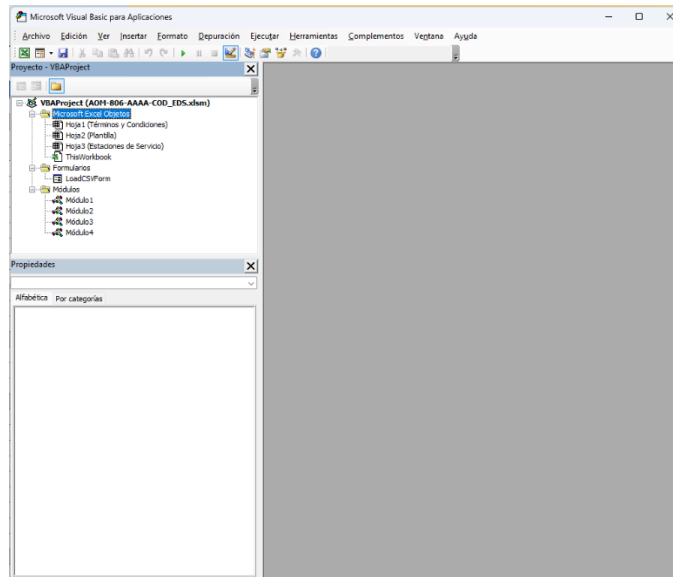 Microsoft Visual Basic para Aplicaciones
Archivo Edición Ver Insertar Formato Depuración Ejecutar Herramientas Complementos Ventana Ayuda
Proyecto - VBAProject
VBAProject (AOM-806-AAAA-COD_EDS.xlsm)
Microsoft Excel Objetos
Hoja1 (Términos y Condiciones)
Hoja2 (Plantilla)
Hoja3 (Estaciones de Servicio)
ThisWorkbook
Formularios
LoadCSVForm
Módulos
Módulo1
Módulo2
Módulo3
Módulo4
Propiedades
Alfabética Por categorías